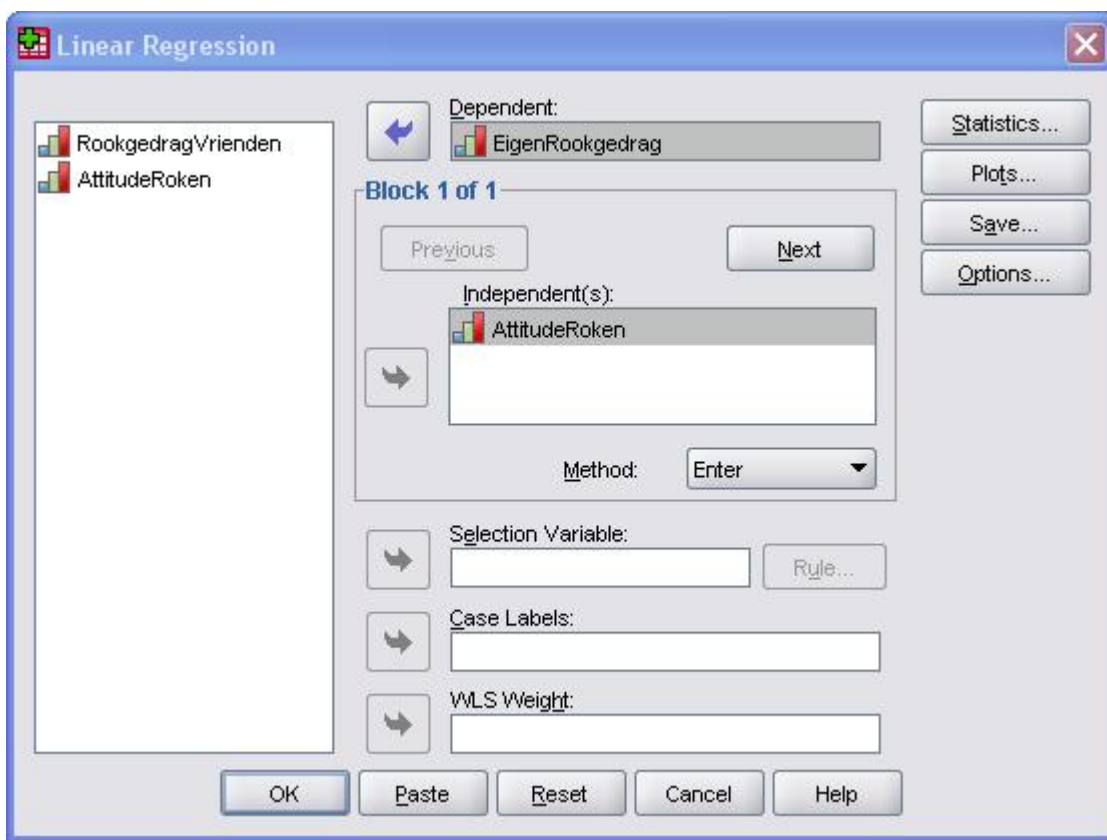 Linear Regression
RookgedragVrienden
AttitudeRoken
Dependent:
EigenRookgedrag
Block 1 of 1
Previous
Next
Independent(s):
AttitudeRoken
Method:
Enter
Selection Variable:
Rule...
Case Labels:
WLS Weight:
Statistics...
Plots...
Save...
Options...
OK
Paste
Reset
Cancel
Help